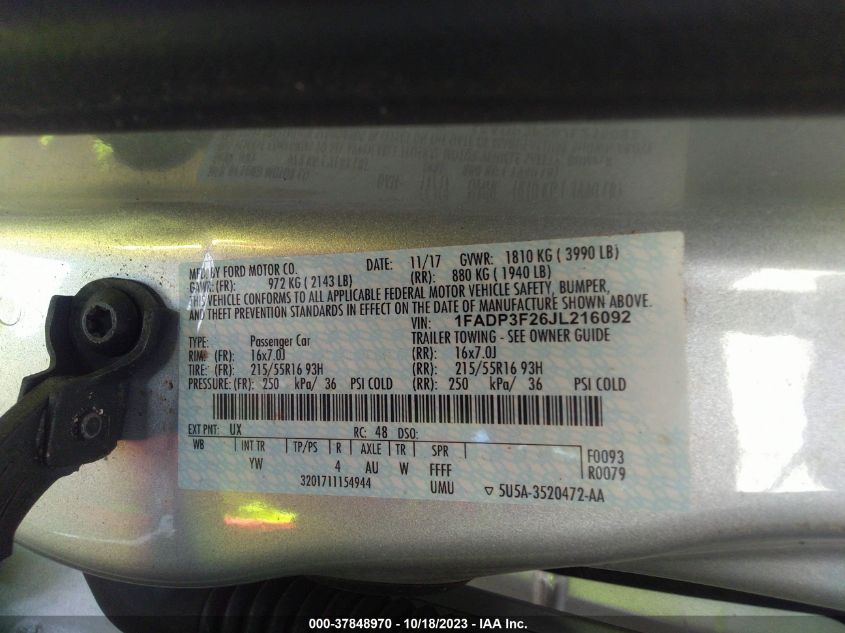 MFD. BY FORD MOTOR CO. DATE: 11/17 GVWR: 1810 KG ( 3990 LB)
GAWR: (FR): 972 KG ( 2143 LB) (RR): 880 KG ( 1940 LB)
THIS VEHICLE CONFORMS TO ALL APPLICABLE FEDERAL MOTOR VEHICLE SAFETY, BUMPER,
AND THEFT PREVENTION STANDARDS IN EFFECT ON THE DATE OF MANUFACTURE SHOWN ABOVE.
VIN: 1FADP3F26JL216092
TYPE: Passenger Car TRAILER TOWING - SEE OWNER GUIDE
RIM: (FR): 16x7.0J (RR): 16x7.0J
TIRE: (FR): 215/55R16 93H (RR): 215/55R16 93H
PRESSURE: (FR): 250 kPa/ 36 PSI COLD (RR): 250 kPa/ 36 PSI COLD
EXT PNT: UX RC: 48 DSO:
WB INT TR TP/PS R AXLE TR SPR F0093
YW 4 AU W FFFF R0079
3201711154944 UMU 5U5A-3520472-AA
000-37848970 - 10/18/2023 - IAA Inc.